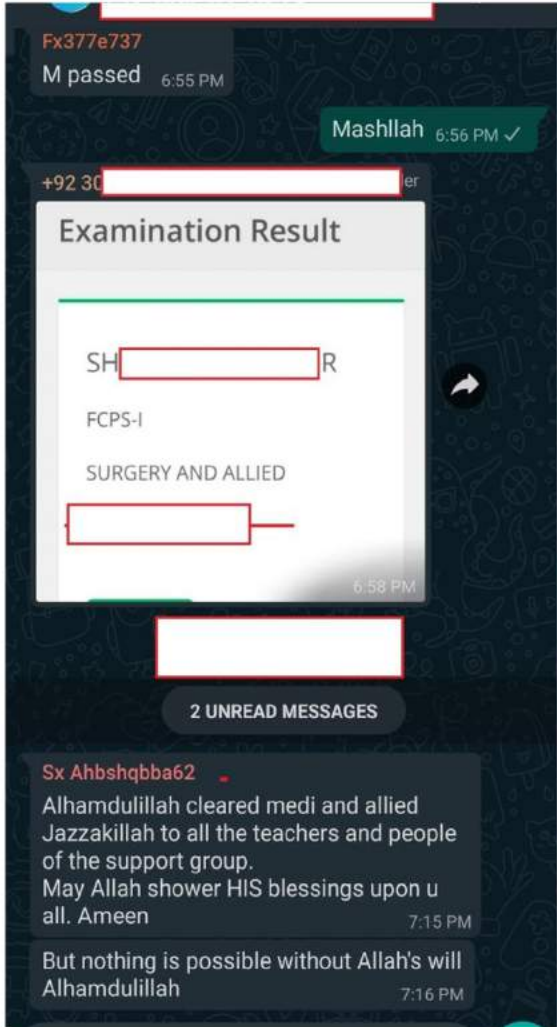 Fx377e737
M passed 6:55 PM
Mashllah 6:56 PM
+92 30 er
Examination Result
SH R
FCPS-I
SURGERY AND ALLIED
6:58 PM
2 UNREAD MESSAGES
Sx Ahbshqbba62
Alhamdulillah cleared medi and allied
Jazzakillah to all the teachers and people
of the support group.
May Allah shower HIS blessings upon u
all. Ameen 7:15 PM
But nothing is possible without Allah's will
Alhamdulillah 7:16 PM